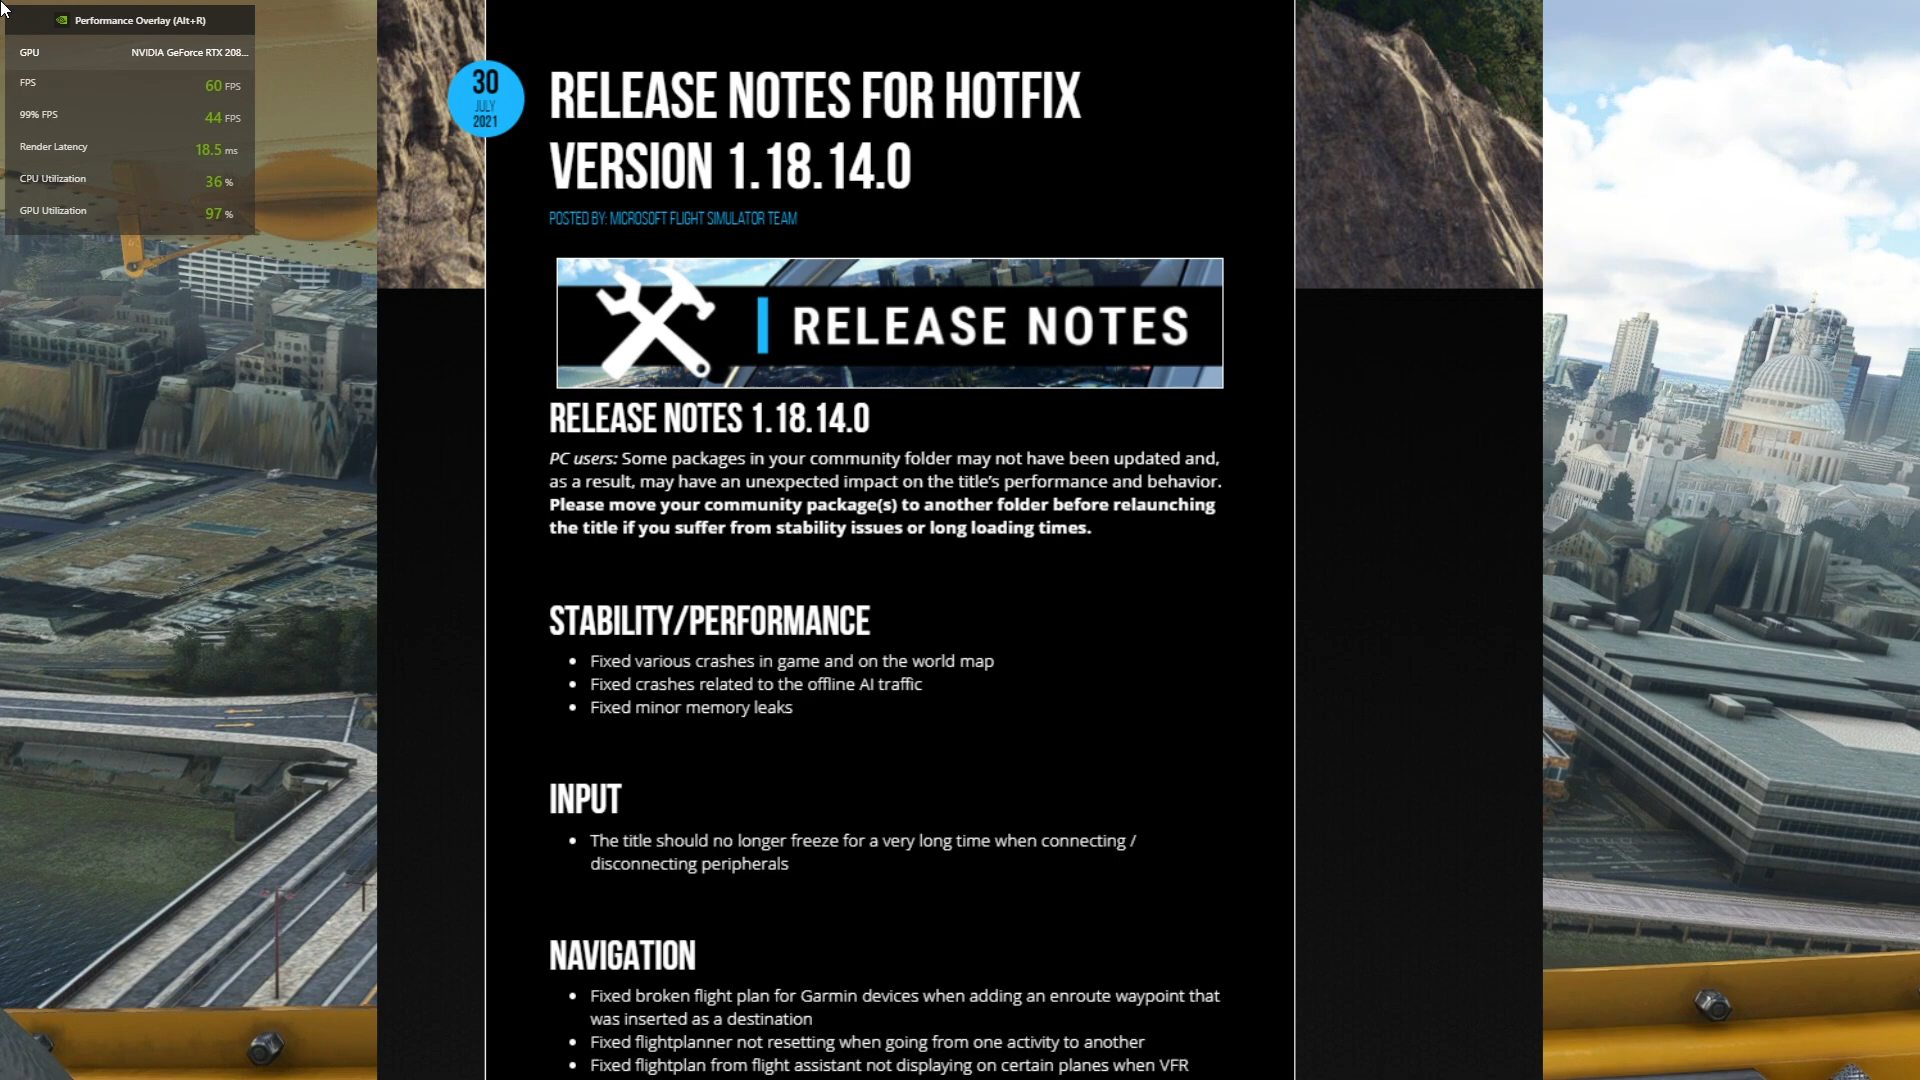 Performance Overlay (Alt+R)
GPU NVIDIA GeForce RTX 208...
FPS 60 FPS
99% FPS 44 FPS
Render Latency 18.5 ms
CPU Utilization 36 %
GPU Utilization 97 %
30
JULY
2021
RELEASE NOTES FOR HOTFIX
VERSION 1.18.14.0
POSTED BY: MICROSOFT FLIGHT SIMULATOR TEAM
RELEASE NOTES
RELEASE NOTES 1.18.14.0
PC users: Some packages in your community folder may not have been updated and,
as a result, may have an unexpected impact on the title's performance and behavior.
Please move your community package(s) to another folder before relaunching
the title if you suffer from stability issues or long loading times.
STABILITY/PERFORMANCE
• Fixed various crashes in game and on the world map
• Fixed crashes related to the offline AI traffic
• Fixed minor memory leaks
INPUT
• The title should no longer freeze for a very long time when connecting /
disconnecting peripherals
NAVIGATION
• Fixed broken flight plan for Garmin devices when adding an enroute waypoint that
was inserted as a destination
• Fixed flightplanner not resetting when going from one activity to another
• Fixed flightplan from flight assistant not displaying on certain planes when VFR